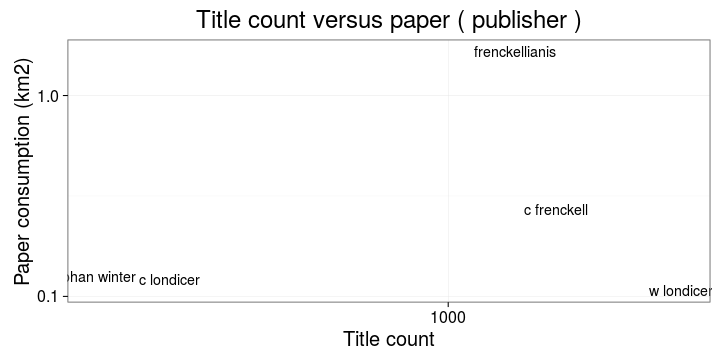 Title count versus paper ( publisher )
Paper consumption (km2)
frenckellianis
1.0
c frenckell
phan winter
c londicer
w londicer
0.1
1000
Title count